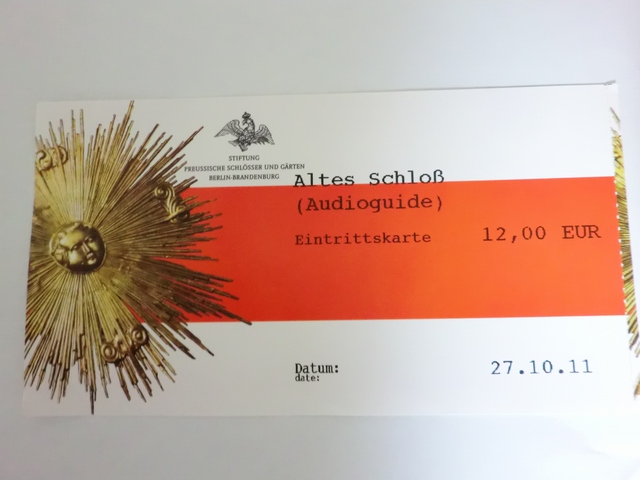 STIFTUNG
PREUSSISCHE SCHLÖSSER UND GÄRTEN
BERLIN-BRANDENBURG
Altes Schloß
(Audioguide)
Eintrittskarte 12,00 EUR
Datum: 27.10.11
date: